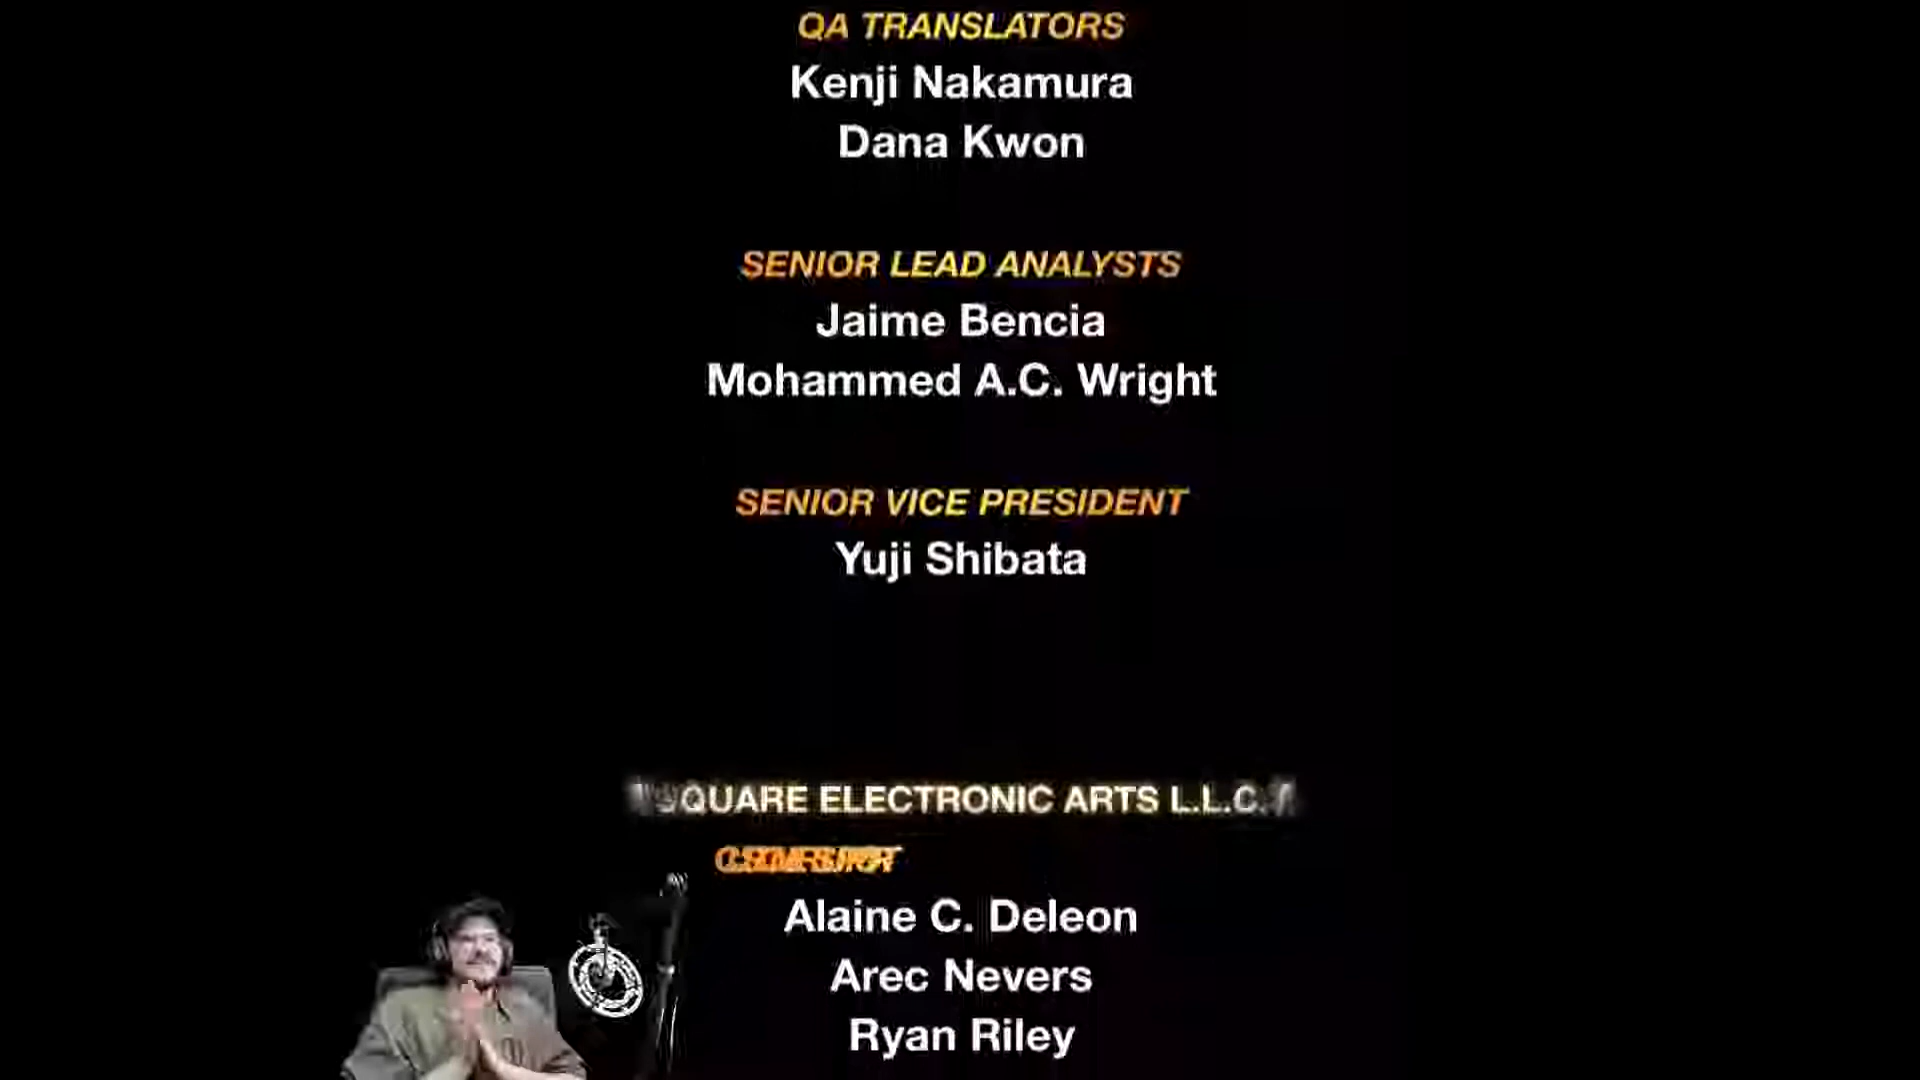 QA TRANSLATORS
Kenji Nakamura
Dana Kwon
SENIOR LEAD ANALYSTS
Jaime Bencia
Mohammed A.C. Wright
SENIOR VICE PRESIDENT
Yuji Shibata
SQUARE ELECTRONIC ARTS L.L.C.
Alaine C. Deleon
Arec Nevers
Ryan Riley